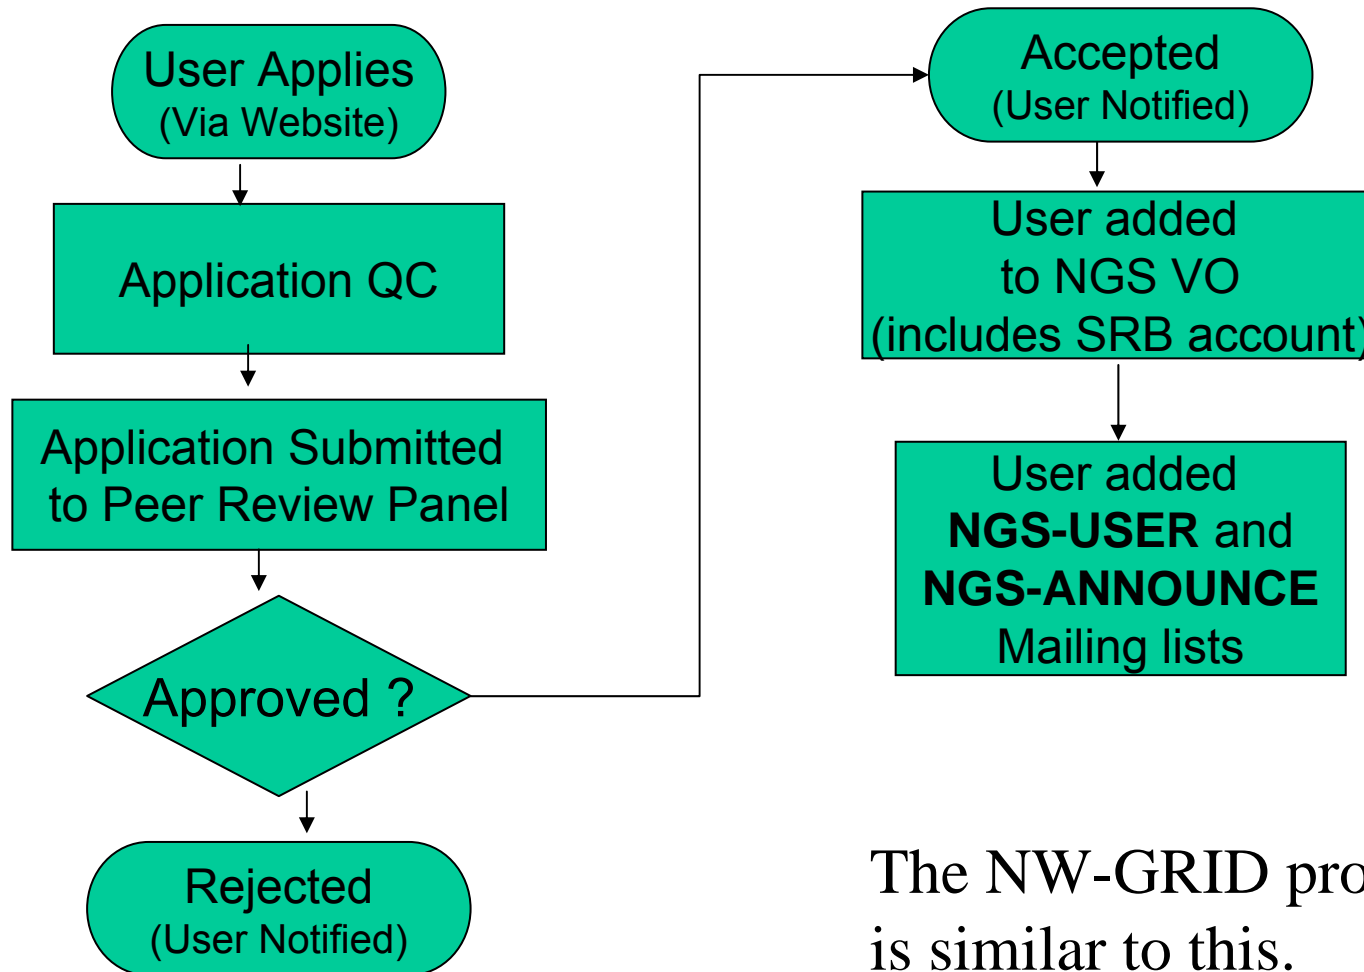 User Applies
(Via Website)
Application QC
Application Submitted
to Peer Review Panel
Approved ?
Rejected
(User Notified)
Accepted
(User Notified)
User added
to NGS VO
(includes SRB account)
User added
NGS-USER and
NGS-ANNOUNCE
Mailing lists
The NW-GRID
is similar to this.